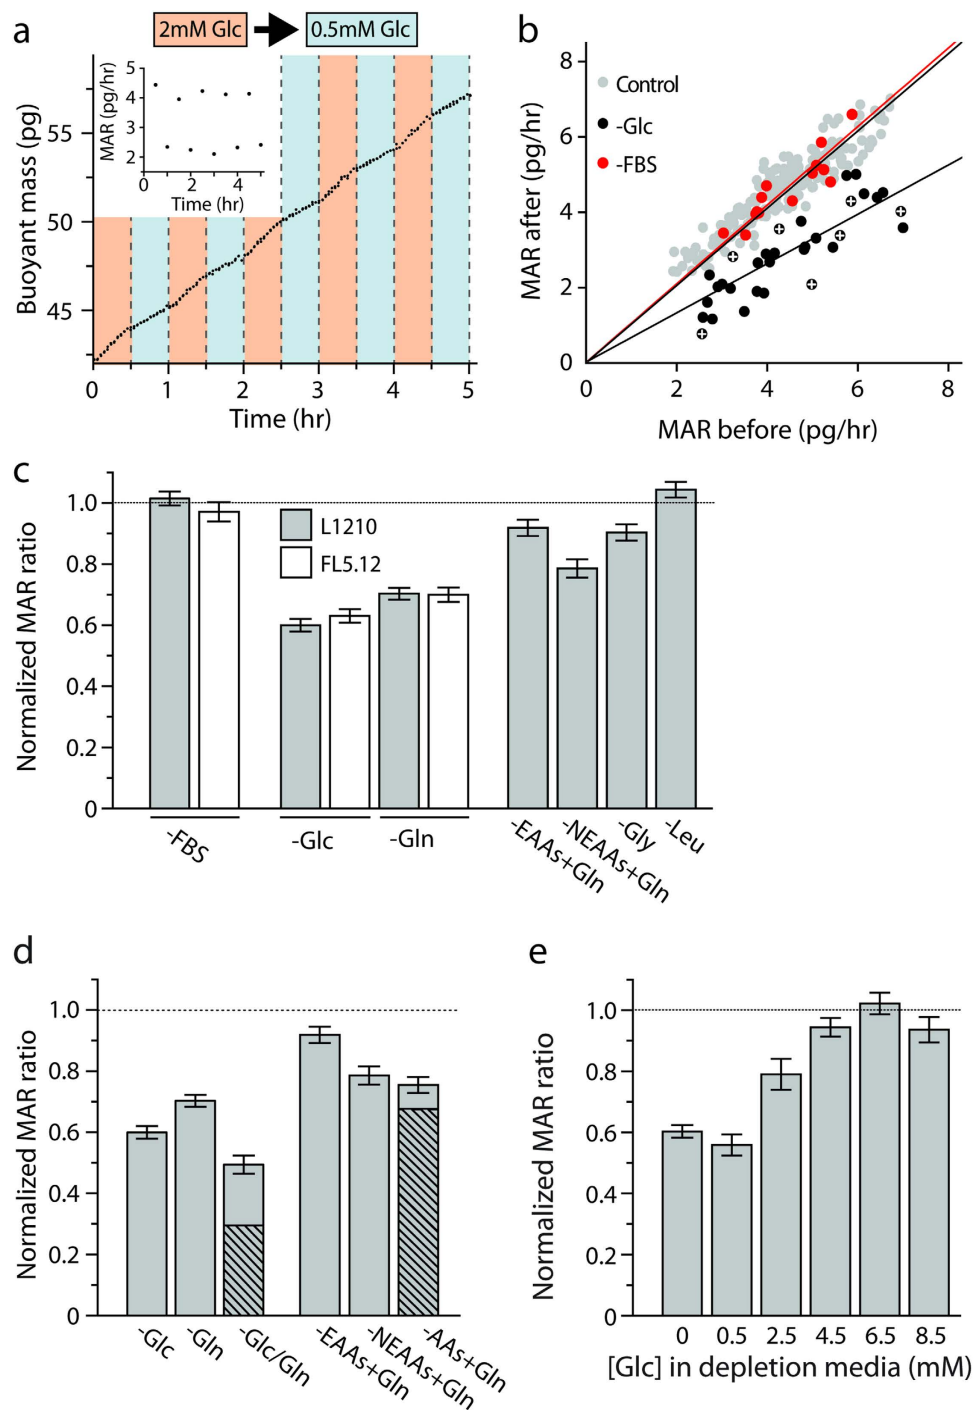 a
2mM Glc
0.5mM Glc
Buoyant mass (pg)
55
50
45
0 1 2 3 4 5
Time (hr)
MAR (pg/hr)
5
4
3
2
0 2 4
Time (hr)
b
MAR after (pg/hr)
8
6
4
2
0
Control
-Glc
-FBS
0 2 4 6 8
MAR before (pg/hr)
c
Normalized MAR ratio
1.0
0.8
0.6
0.4
0.2
0
L1210
FL5.12
-FBS
-Glc
-Gln
-EAAs+Gln
-NEAAs+Gln
-Gly
-Leu
d
Normalized MAR ratio
1.0
0.8
0.6
0.4
0.2
0
-Glc
-Gln
-Glc/Gln
-EAAs+Gln
-NEAAs+Gln
-AAs+Gln
e
Normalized MAR ratio
1.0
0.8
0.6
0.4
0.2
0
0 0.5 2.5 4.5 6.5 8.5
[Glc] in depletion media (mM)